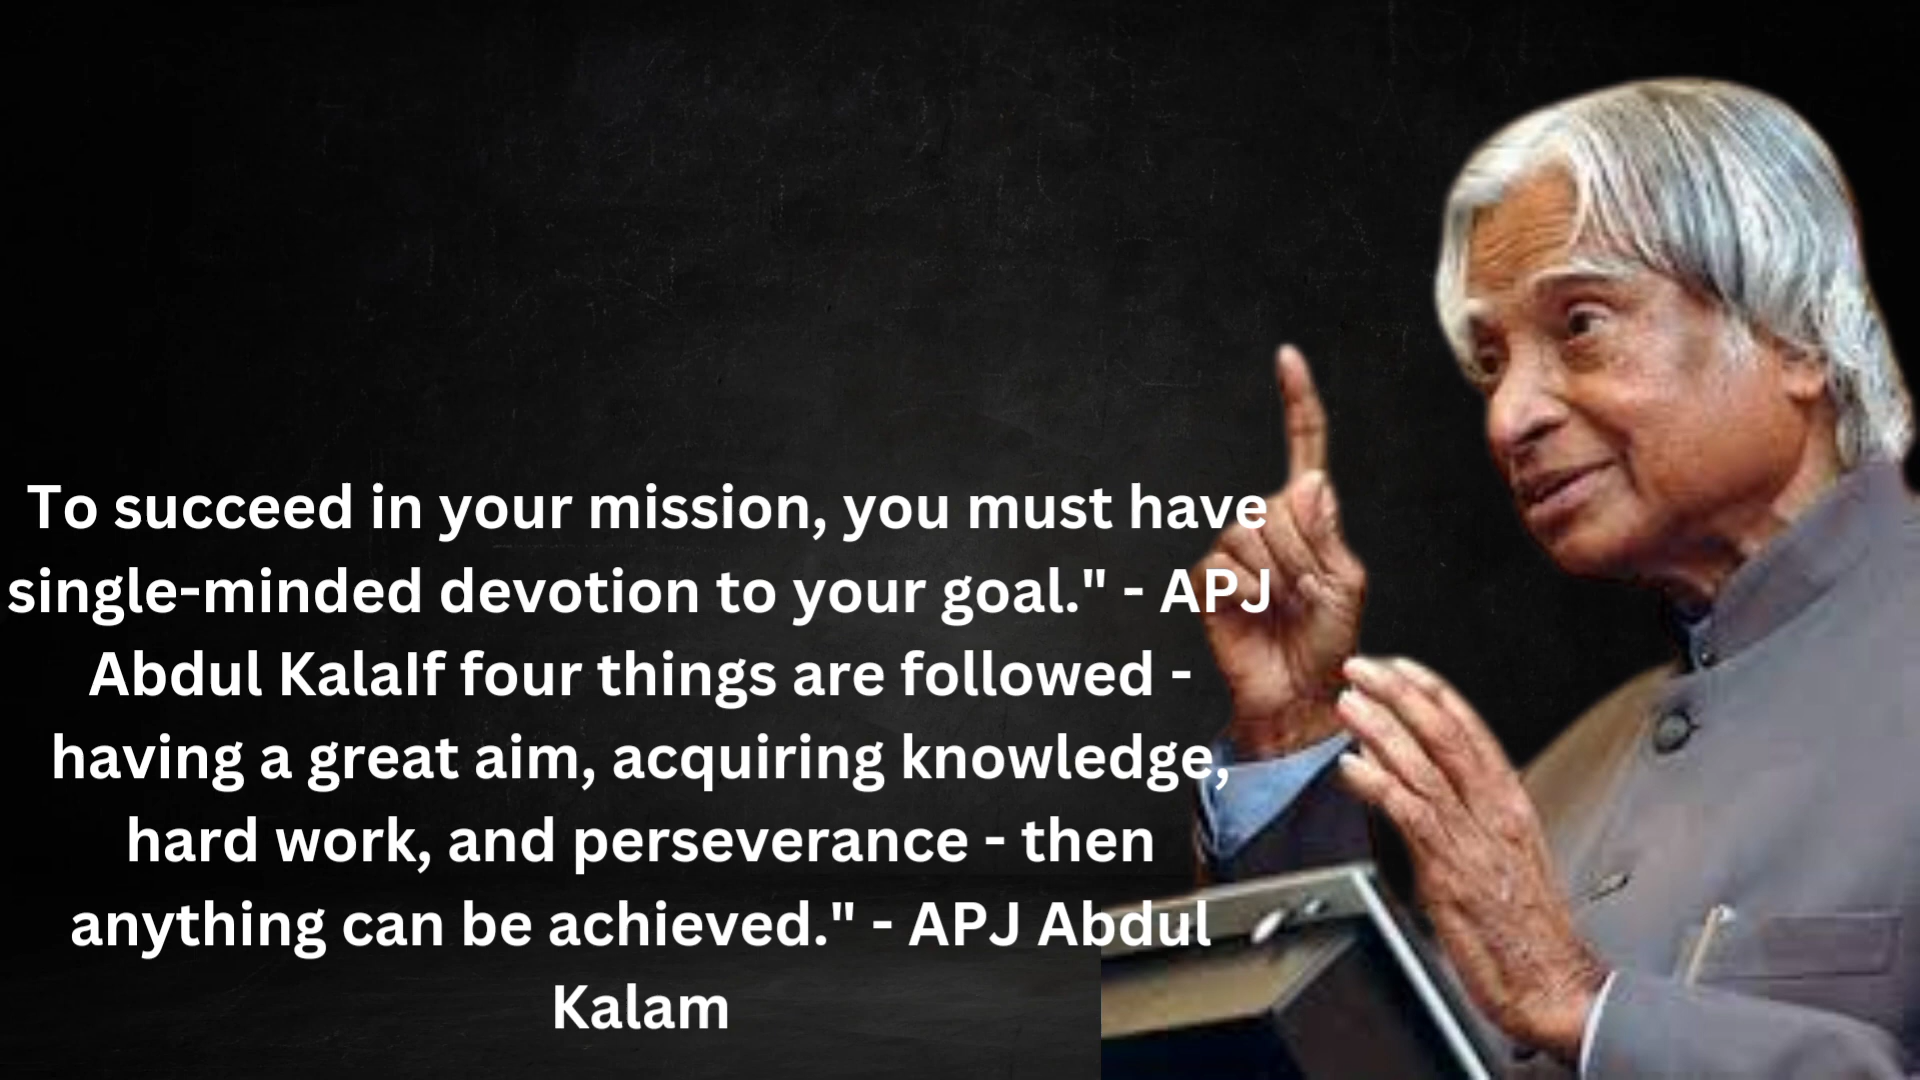 To succeed in your mission, you must have
single-minded devotion to your goal." - APJ
Abdul KalaIf four things are followed -
having a great aim, acquiring knowledge,
hard work, and perseverance - then
anything can be achieved." - APJ Abdul
Kalam